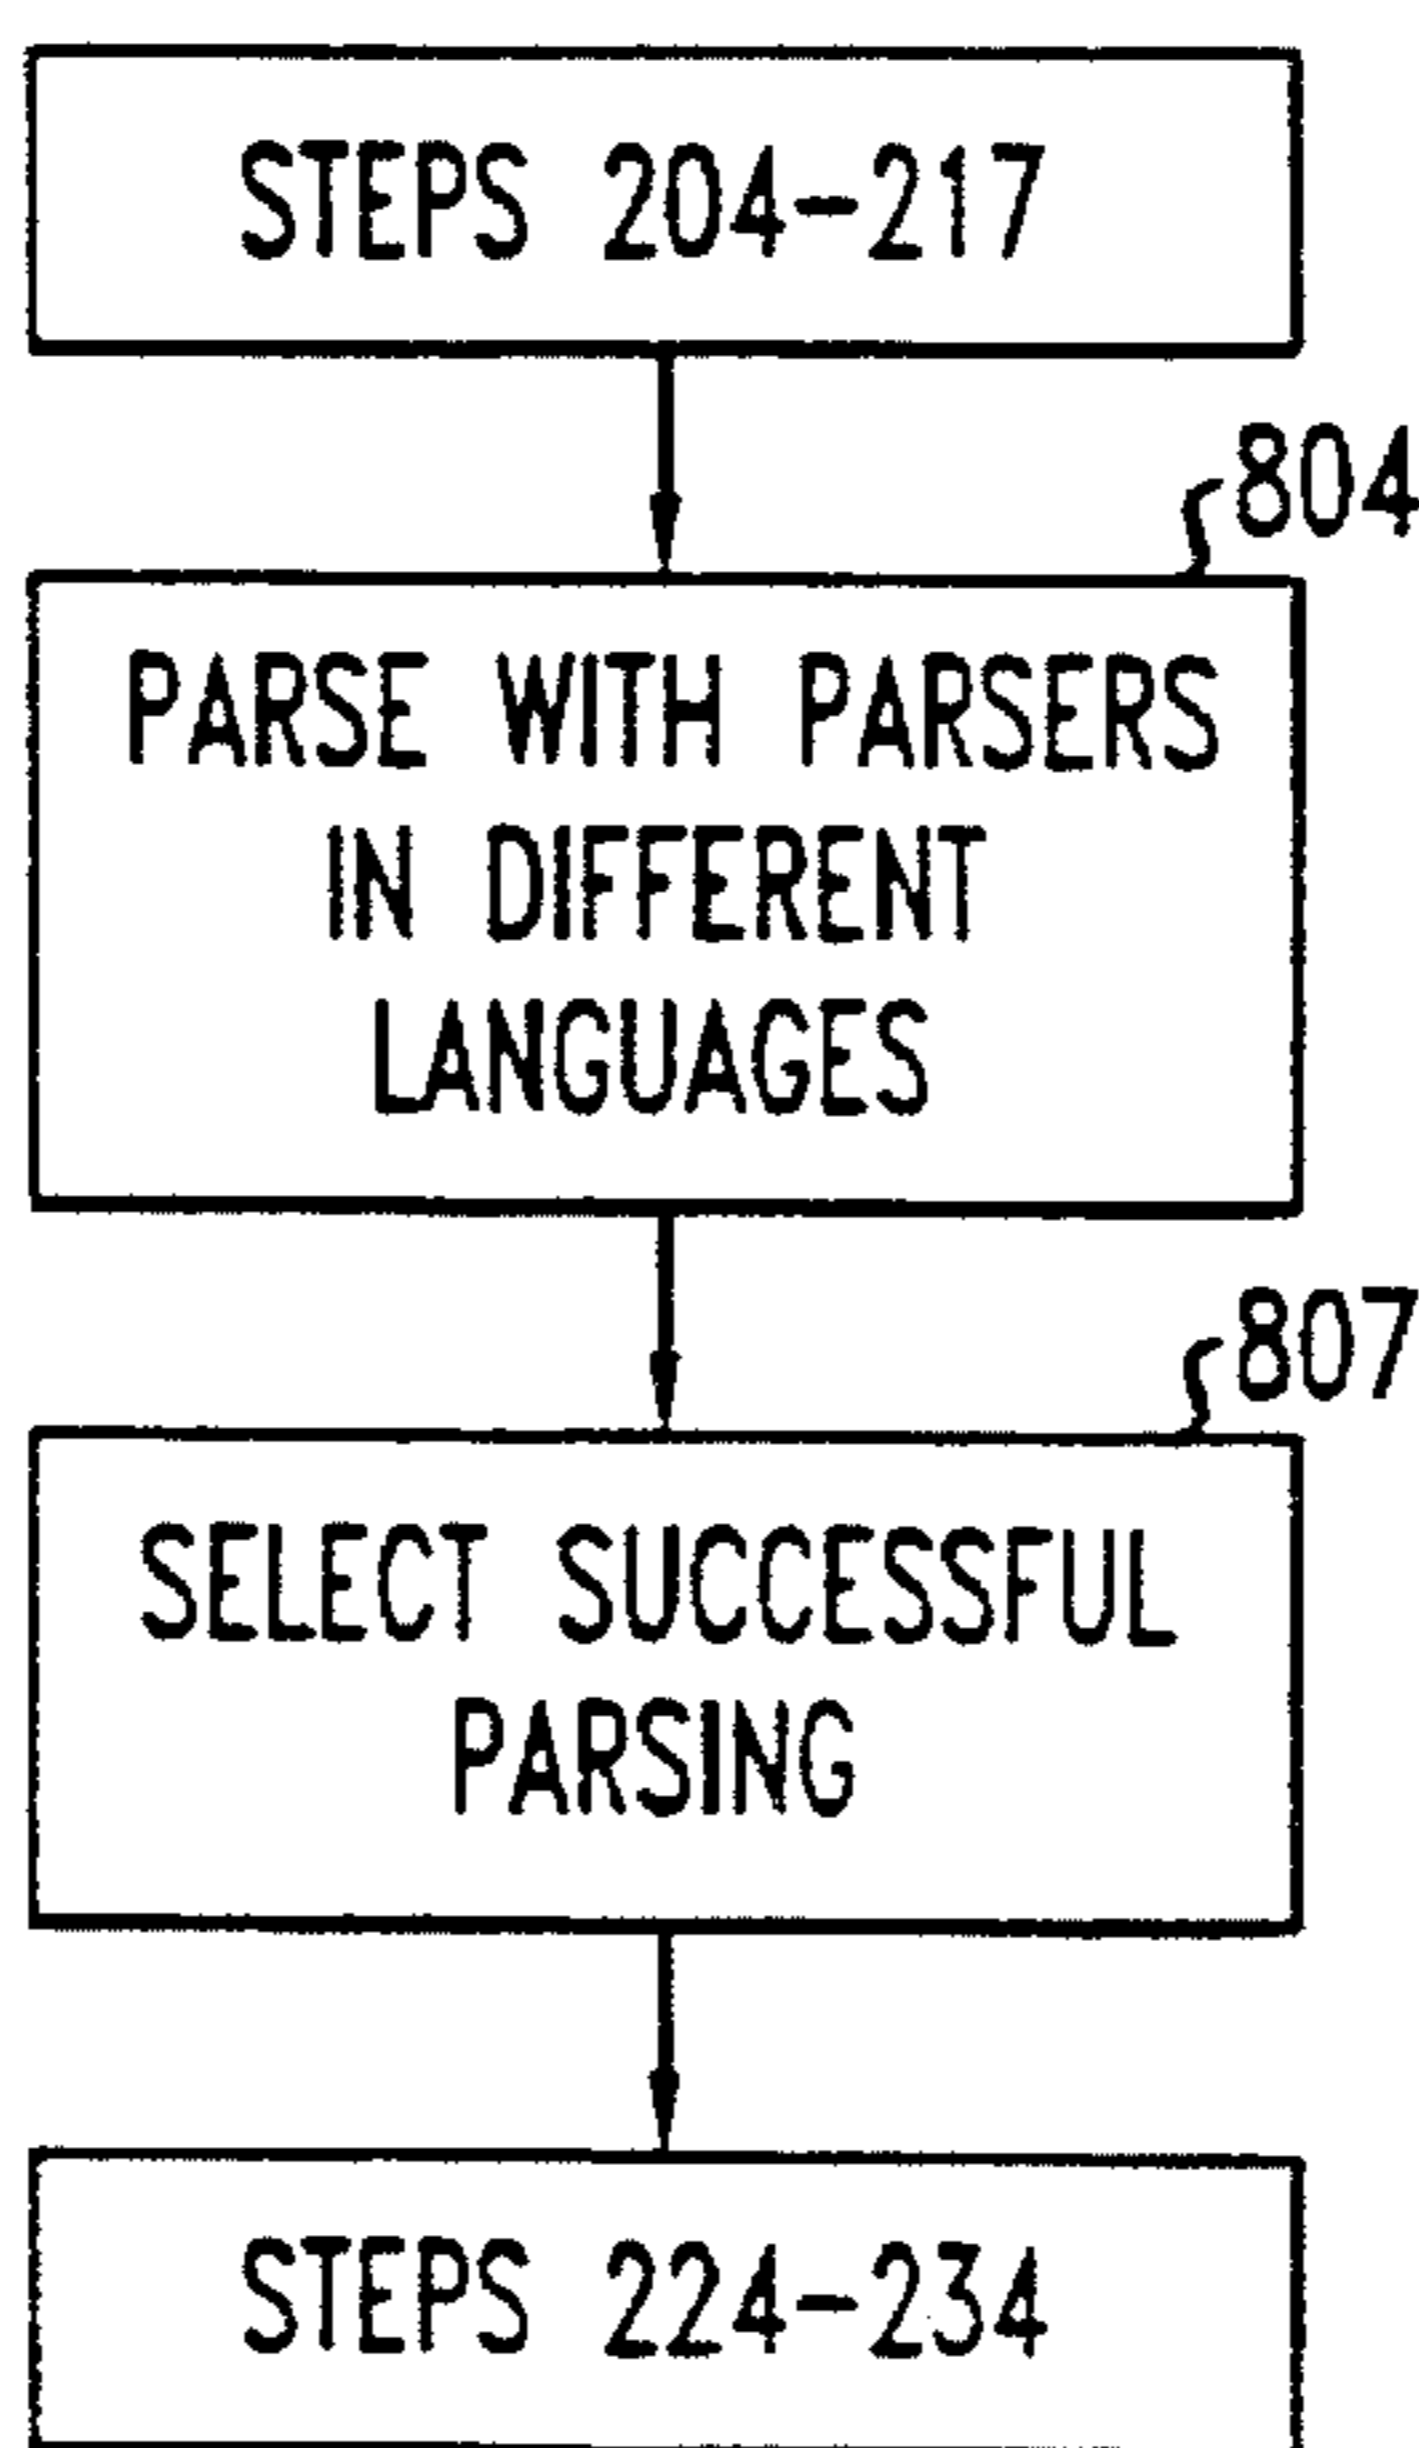 STEPS 204-217
804
PARSE WITH PARSERS
IN DIFFERENT
LANGUAGES
807
SELECT SUCCESSFUL
PARSING
STEPS 224-234